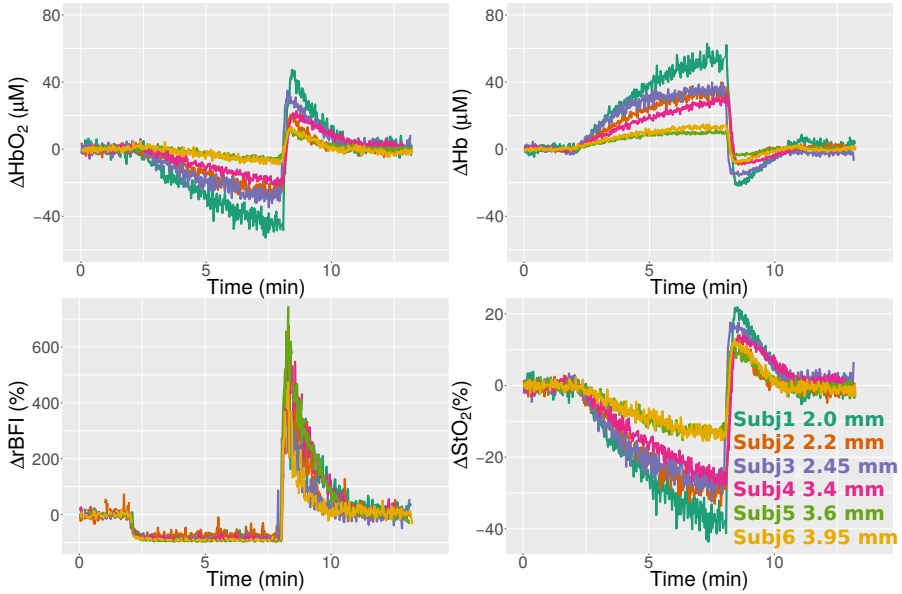 80
40
0
−40
ΔHbO₂ (μM)
0
5
10
Time (min)
80
40
0
−40
ΔHb (μM)
0
5
10
Time (min)
600
400
200
0
ΔrBFI (%)
0
5
10
Time (min)
20
0
−20
−40
ΔStO₂(%)
Subj1 2.0 mm
Subj2 2.2 mm
Subj3 2.45 mm
Subj4 3.4 mm
Subj5 3.6 mm
Subj6 3.95 mm
0
5
10
Time (min)